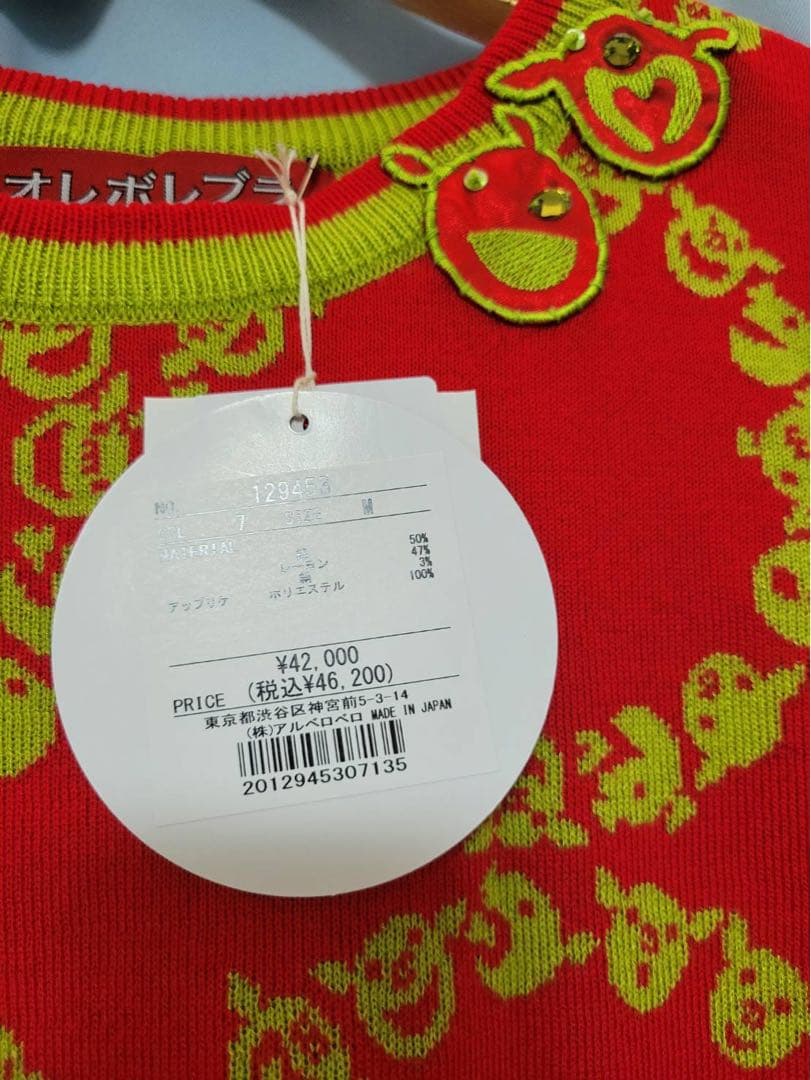 オレボレブラ
NO. 129453
COL 7 SIZE M
MATERIAL 50%
レーヨン 47%
3%
アップリケ ポリエステル 100%
¥42,000
PRICE (税込¥46,200)
東京都渋谷区神宮前5-3-14
(株)アルベロベロ MADE IN JAPAN
2012945307135